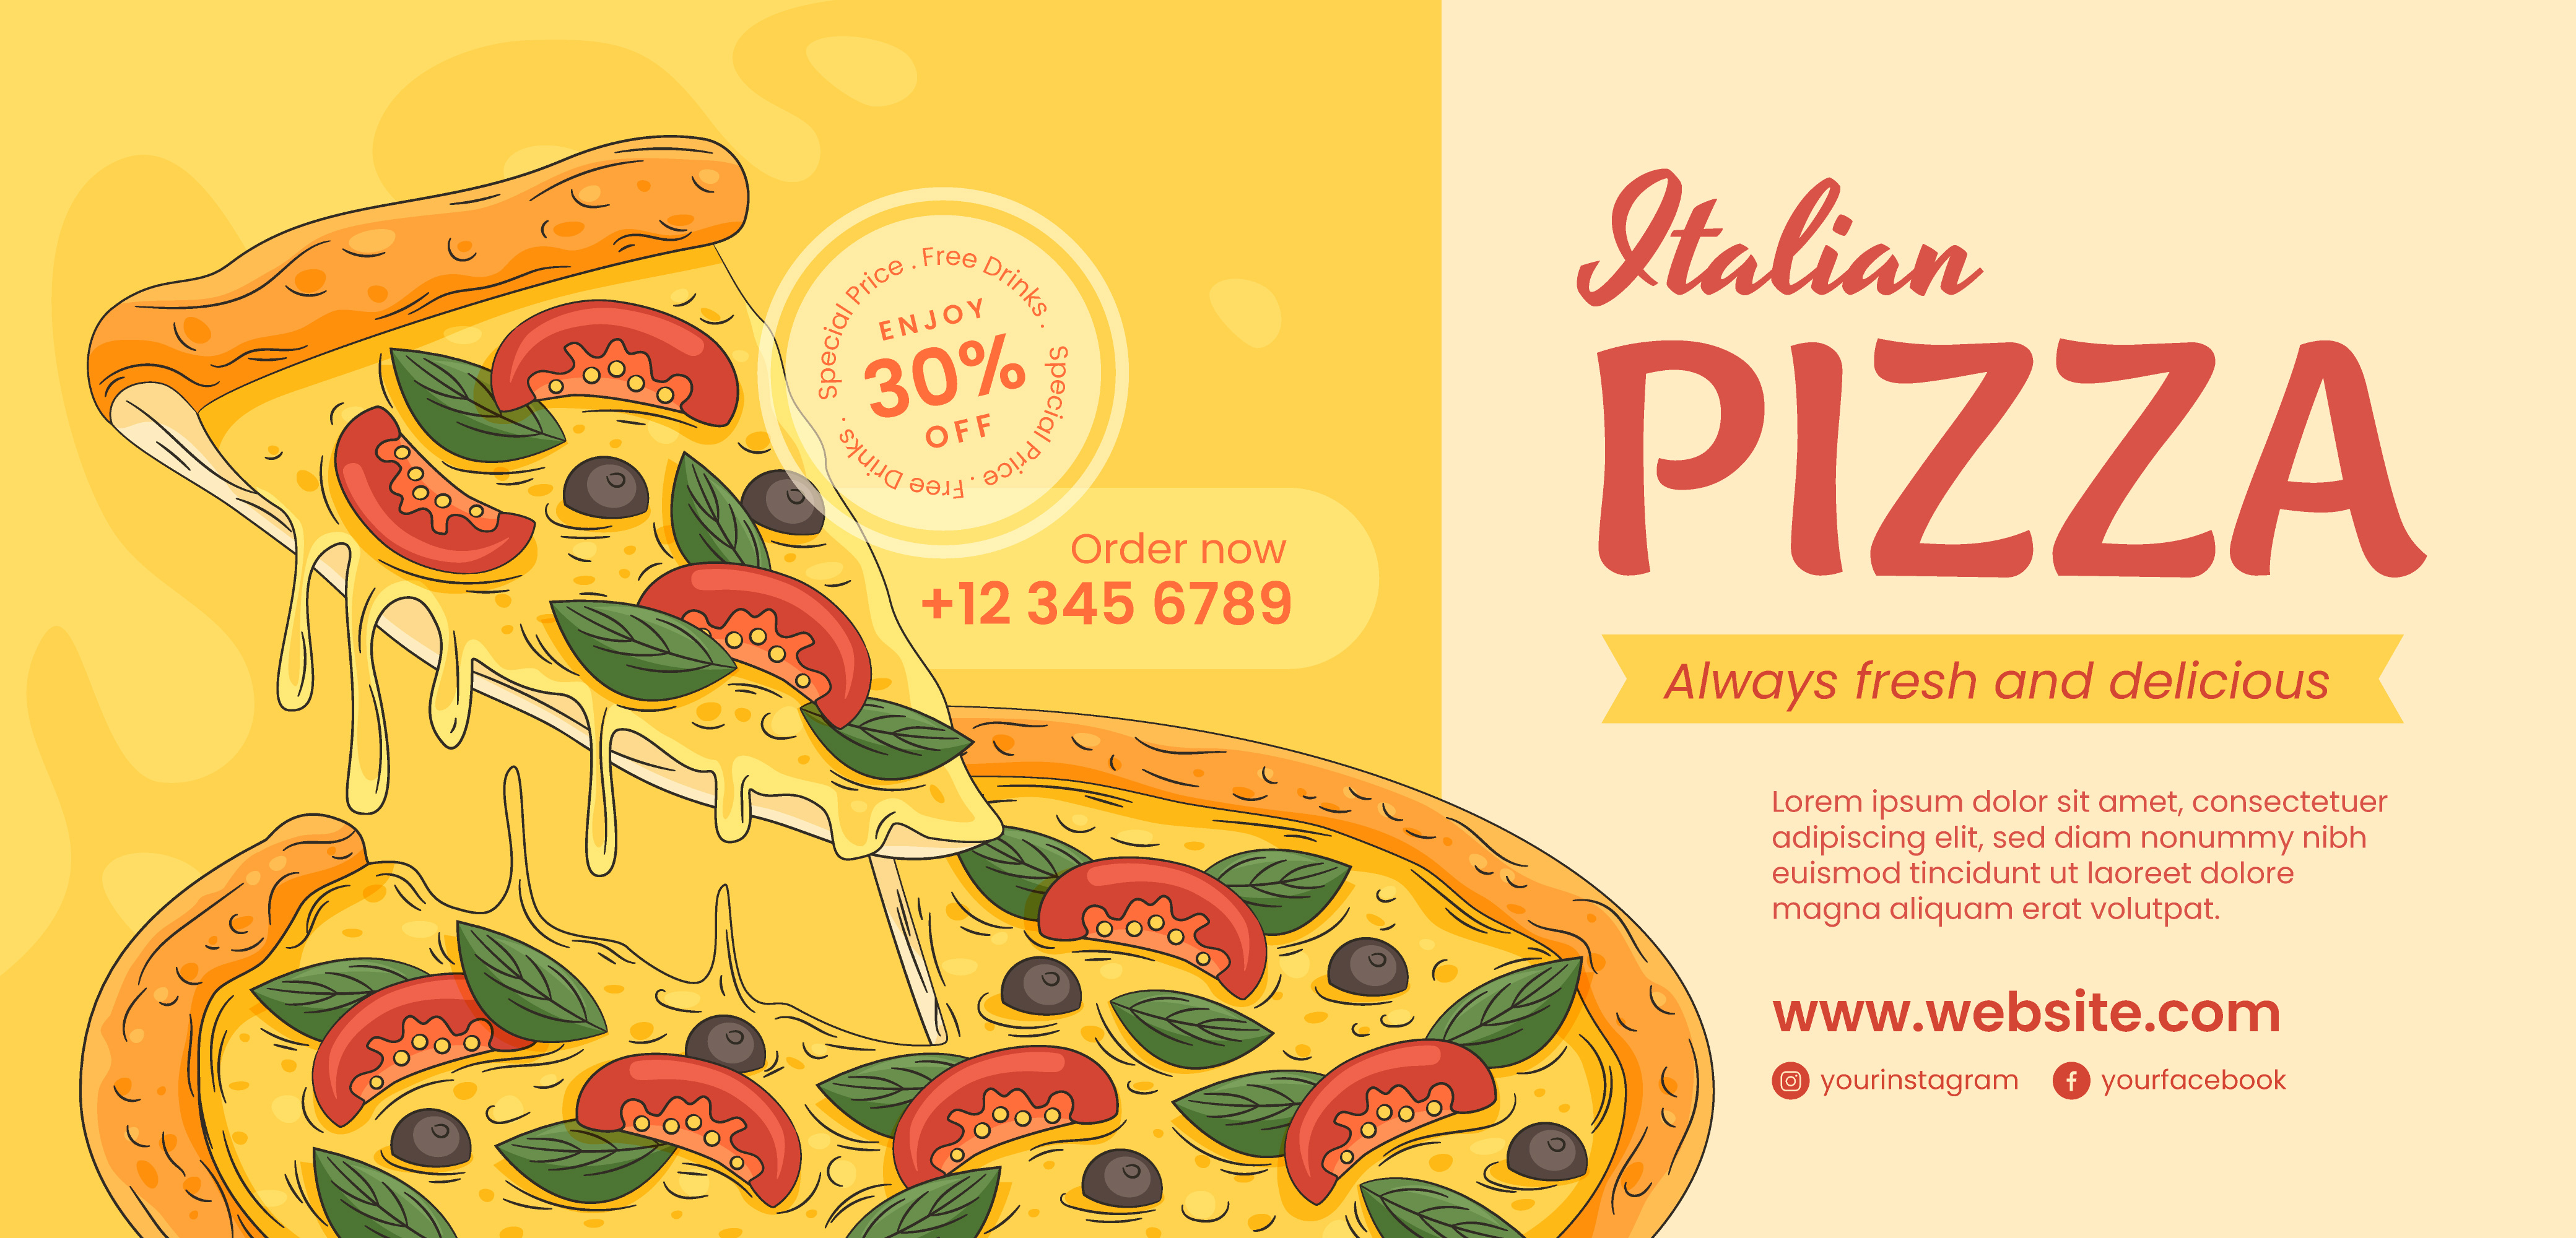 Special Price . Free Drinks . Special Price . Free Drinks .
ENJOY
30%
OFF
Order now
+12 345 6789
Italian
PIZZA
Always fresh and delicious
Lorem ipsum dolor sit amet, consectetuer
adipiscing elit, sed diam nonummy nibh
euismod tincidunt ut laoreet dolore
magna aliquam erat volutpat.
www.website.com
yourinstagram yourfacebook